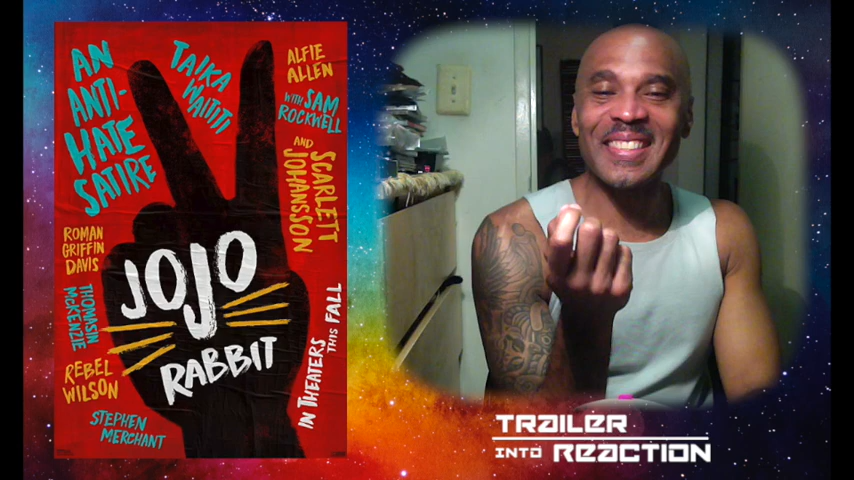 AN
ANTI-
HATE
SATIRE
TAIKA
WAITITI
ALFIE
ALLEN
WITH SAM
ROCKWELL
AND
SCARLETT
JOHANSSON
ROMAN
GRIFFIN
DAVIS
THOMASIN
MCKENZIE
REBEL
WILSON
STEPHEN
MERCHANT
JOJO
RABBIT
IN THEATERS
THIS FALL
TRAILER
INTO REACTION